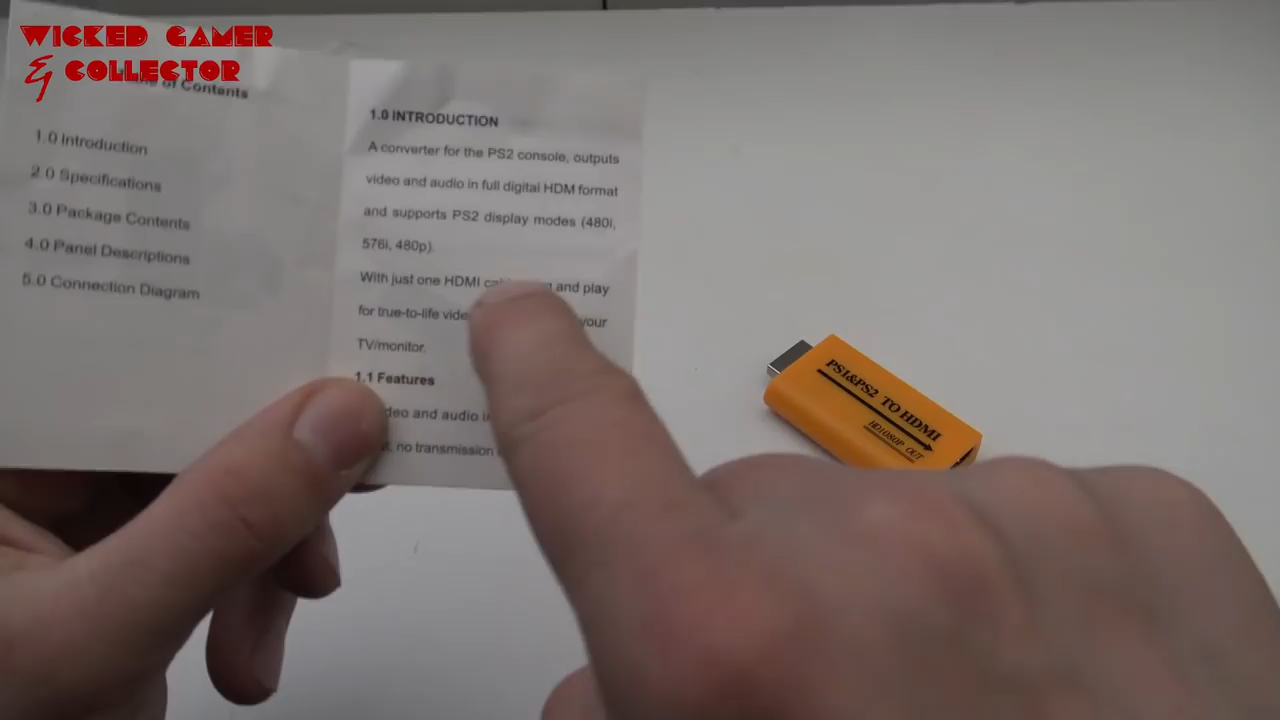 WICKED GAMER
& COLLECTOR
of Contents
1.0 Introduction
2.0 Specifications
3.0 Package Contents
4.0 Panel Descriptions
5.0 Connection Diagram
1.0 INTRODUCTION
A converter for the PS2 console, outputs
video and audio in full digital HDM format
and supports PS2 display modes (480i,
576i, 480p).
With just one HDMI and play
for true-to-life your
TV/monitor.
1.1 Features
and audio
no transmission
PS1&PS2 TO HDMI
HD1080P OUT